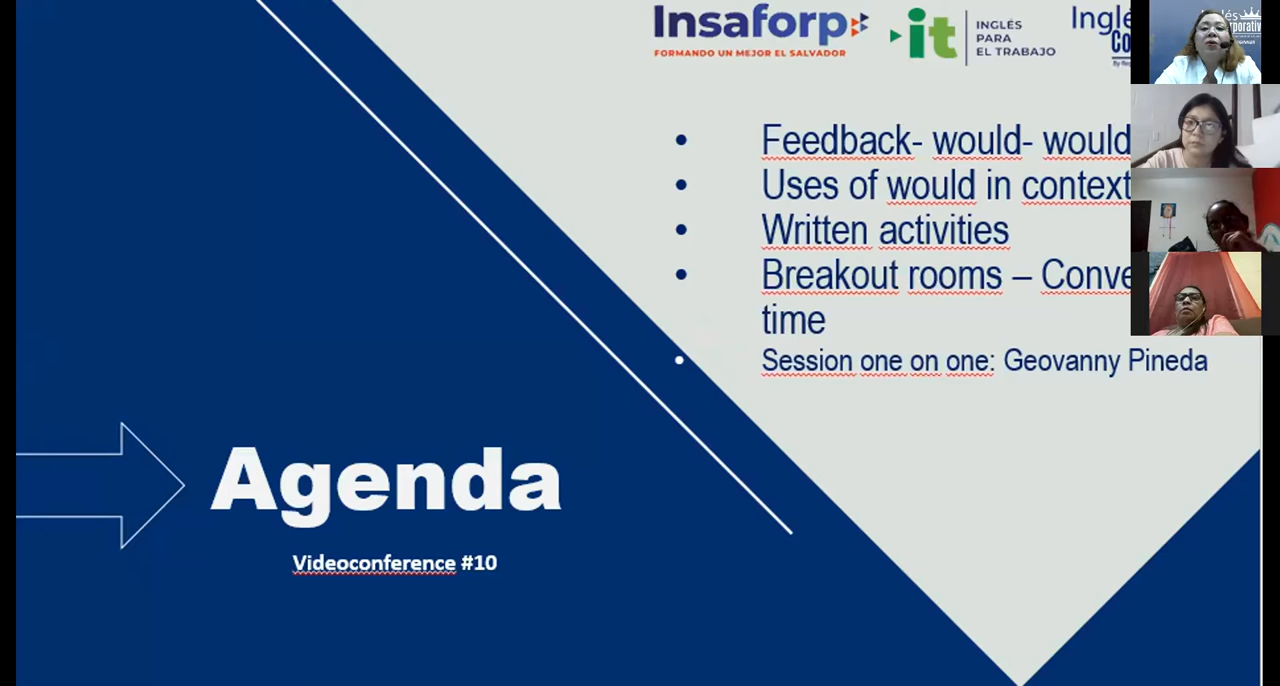 Insaforp
FORMANDO UN MEJOR EL SALVADOR
it
INGLÉS
PARA
EL TRABAJO
Feedback- would- would
Uses of would in context
Written activities
Breakout rooms – Conve
time
Session one on one: Geovanny Pineda
Agenda
Videoconference #10